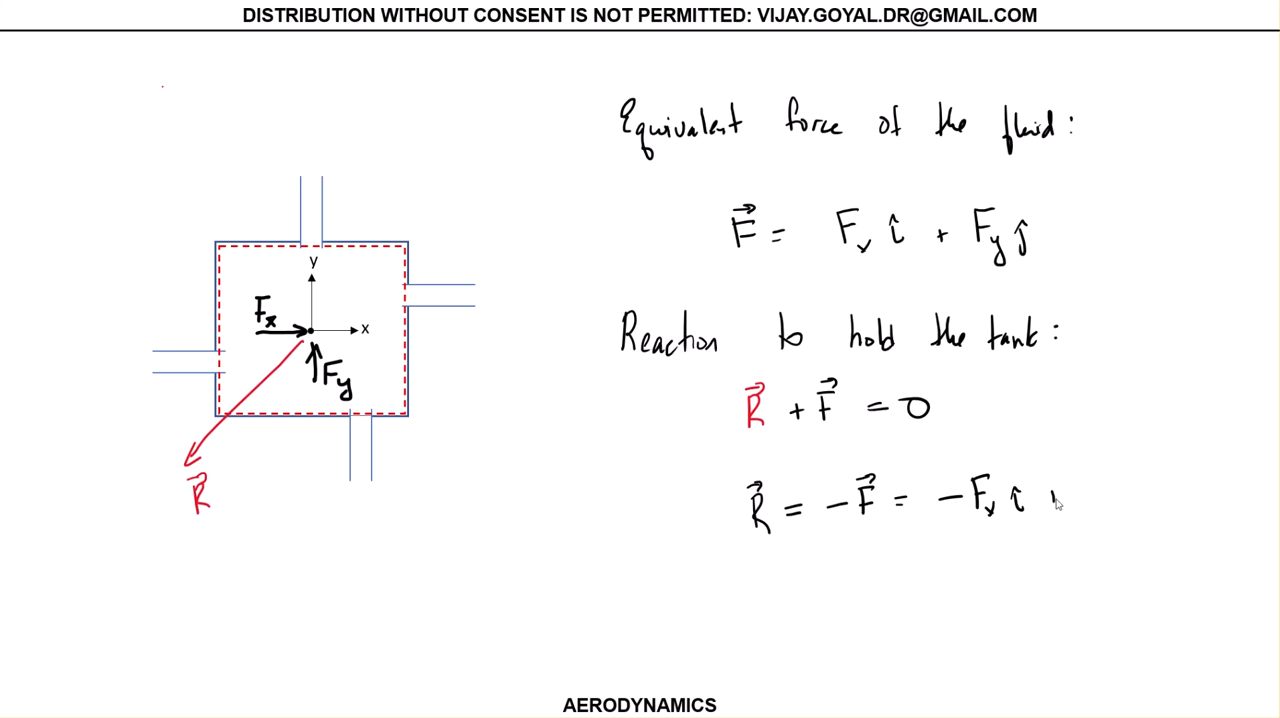 DISTRIBUTION WITHOUT CONSENT IS NOT PERMITTED: VIJAY.GOYAL.DR@GMAIL.COM
Equivalent force of the fluid:
F⃗ = Fx î + Fy ĵ
Reaction to hold the tank:
R⃗ + F⃗ = 0
R⃗ = -F⃗ = -Fx î
y
x
Fx
Fy
R⃗
AERODYNAMICS